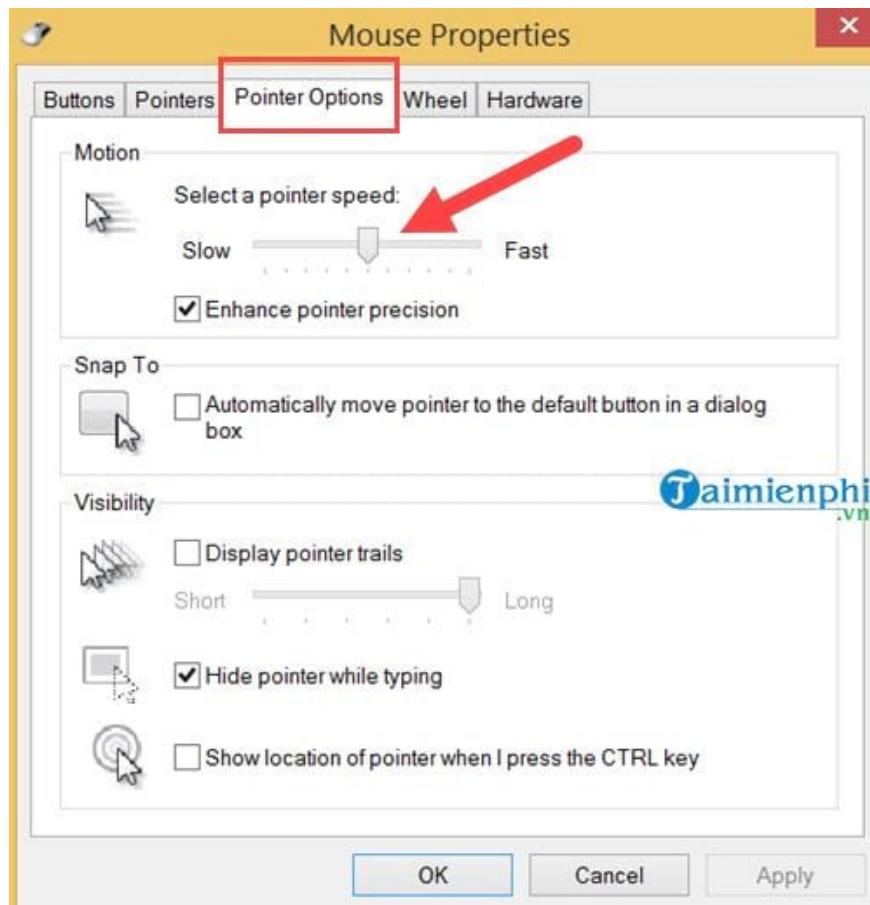 Mouse Properties
Buttons Pointers Pointer Options Wheel Hardware
Motion
Select a pointer speed:
Slow Fast
Enhance pointer precision
Snap To
Automatically move pointer to the default button in a dialog
box
Taimienphi
.vn
Visibility
Display pointer trails
Short Long
Hide pointer while typing
Show location of pointer when I press the CTRL key
OK Cancel Apply